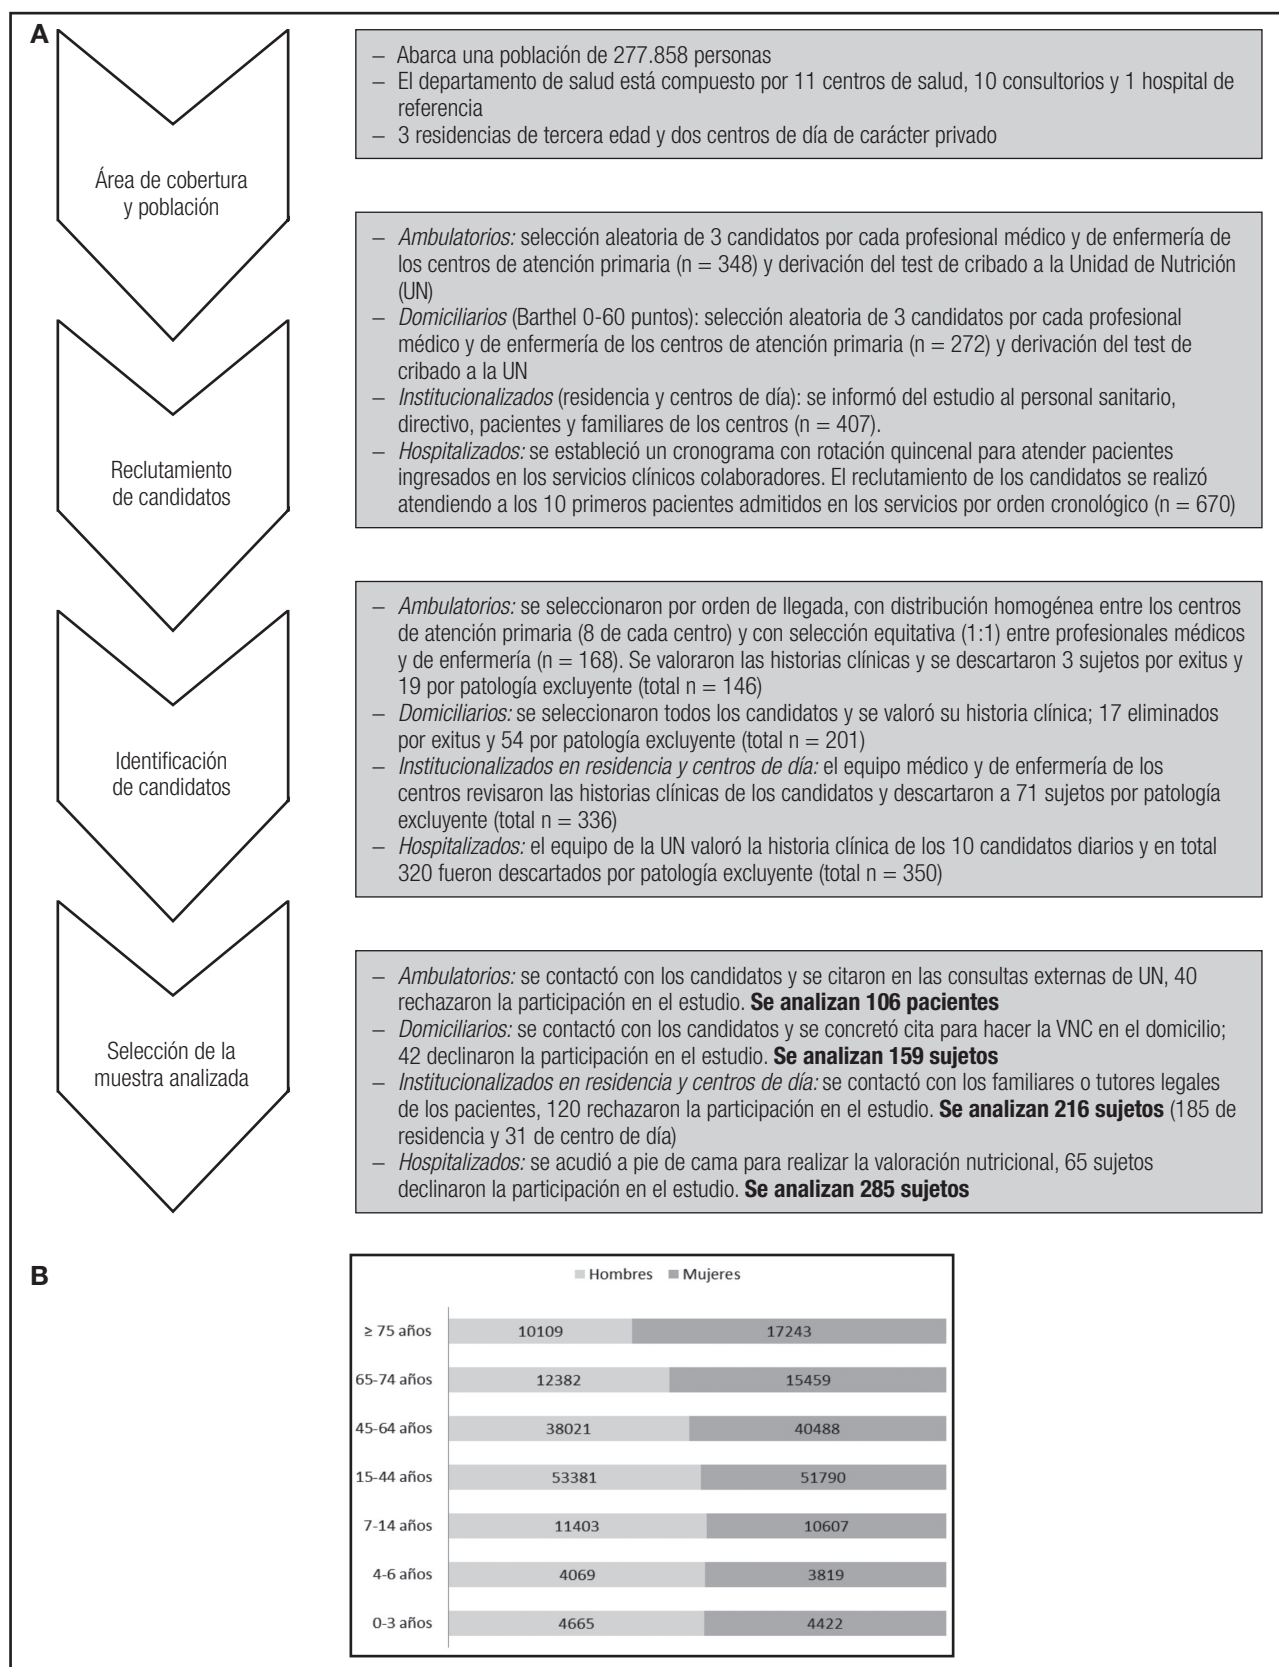 A
Área de cobertura
y población
– Abarca una población de 277.858 personas
– El departamento de salud está compuesto por 11 centros de salud, 10 consultorios y 1 hospital de
referencia
– 3 residencias de tercera edad y dos centros de día de carácter privado
Reclutamiento
de candidatos
– Ambulatorios: selección aleatoria de 3 candidatos por cada profesional médico y de enfermería de
los centros de atención primaria (n = 348) y derivación del test de cribado a la Unidad de Nutrición
(UN)
– Domiciliarios (Barthel 0-60 puntos): selección aleatoria de 3 candidatos por cada profesional
médico y de enfermería de los centros de atención primaria (n = 272) y derivación del test de
cribado a la UN
– Institucionalizados (residencia y centros de día): se informó del estudio al personal sanitario,
directivo, pacientes y familiares de los centros (n = 407).
– Hospitalizados: se estableció un cronograma con rotación quincenal para atender pacientes
ingresados en los servicios clínicos colaboradores. El reclutamiento de los candidatos se realizó
atendiendo a los 10 primeros pacientes admitidos en los servicios por orden cronológico (n = 670)
Identificación
de candidatos
– Ambulatorios: se seleccionaron por orden de llegada, con distribución homogénea entre los centros
de atención primaria (8 de cada centro) y con selección equitativa (1:1) entre profesionales médicos
y de enfermería (n = 168). Se valoraron las historias clínicas y se descartaron 3 sujetos por exitus y
19 por patología excluyente (total n = 146)
– Domiciliarios: se seleccionaron todos los candidatos y se valoró su historia clínica; 17 eliminados
por exitus y 54 por patología excluyente (total n = 201)
– Institucionalizados en residencia y centros de día: el equipo médico y de enfermería de los
centros revisaron las historias clínicas de los candidatos y descartaron a 71 sujetos por patología
excluyente (total n = 336)
– Hospitalizados: el equipo de la UN valoró la historia clínica de los 10 candidatos diarios y en total
320 fueron descartados por patología excluyente (total n = 350)
Selección de la
muestra analizada
– Ambulatorios: se contactó con los candidatos y se citaron en las consultas externas de UN, 40
rechazaron la participación en el estudio. Se analizan 106 pacientes
– Domiciliarios: se contactó con los candidatos y se concretó cita para hacer la VNC en el domicilio;
42 declinaron la participación en el estudio. Se analizan 159 sujetos
– Institucionalizados en residencia y centros de día: se contactó con los familiares o tutores legales
de los pacientes, 120 rechazaron la participación en el estudio. Se analizan 216 sujetos (185 de
residencia y 31 de centro de día)
– Hospitalizados: se acudió a pie de cama para realizar la valoración nutricional, 65 sujetos
declinaron la participación en el estudio. Se analizan 285 sujetos
B
Hombres Mujeres
≥ 75 años 10109 17243
65-74 años 12382 15459
45-64 años 38021 40488
15-44 años 53381 51790
7-14 años 11403 10607
4-6 años 4069 3819
0-3 años 4665 4422